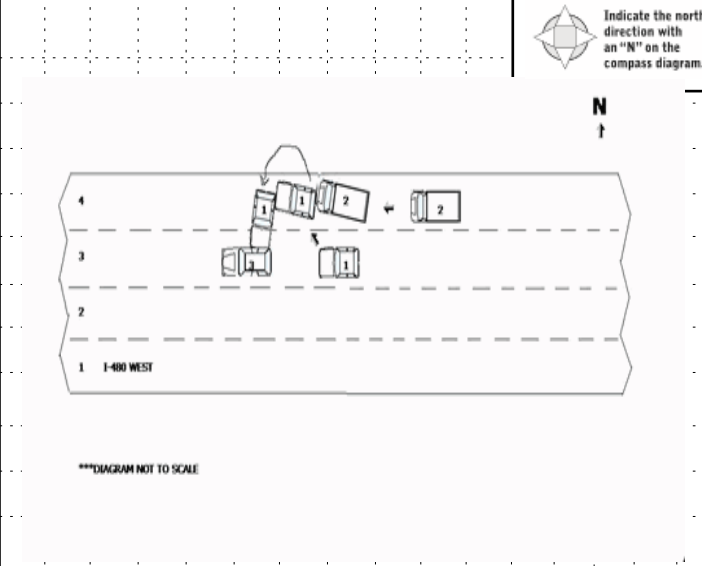 Indicate the north
direction with
an "N" on the
compass diagram.
N
4
1
1
2
2
3
3
1
2
1 I-480 WEST
***DIAGRAM NOT TO SCALE